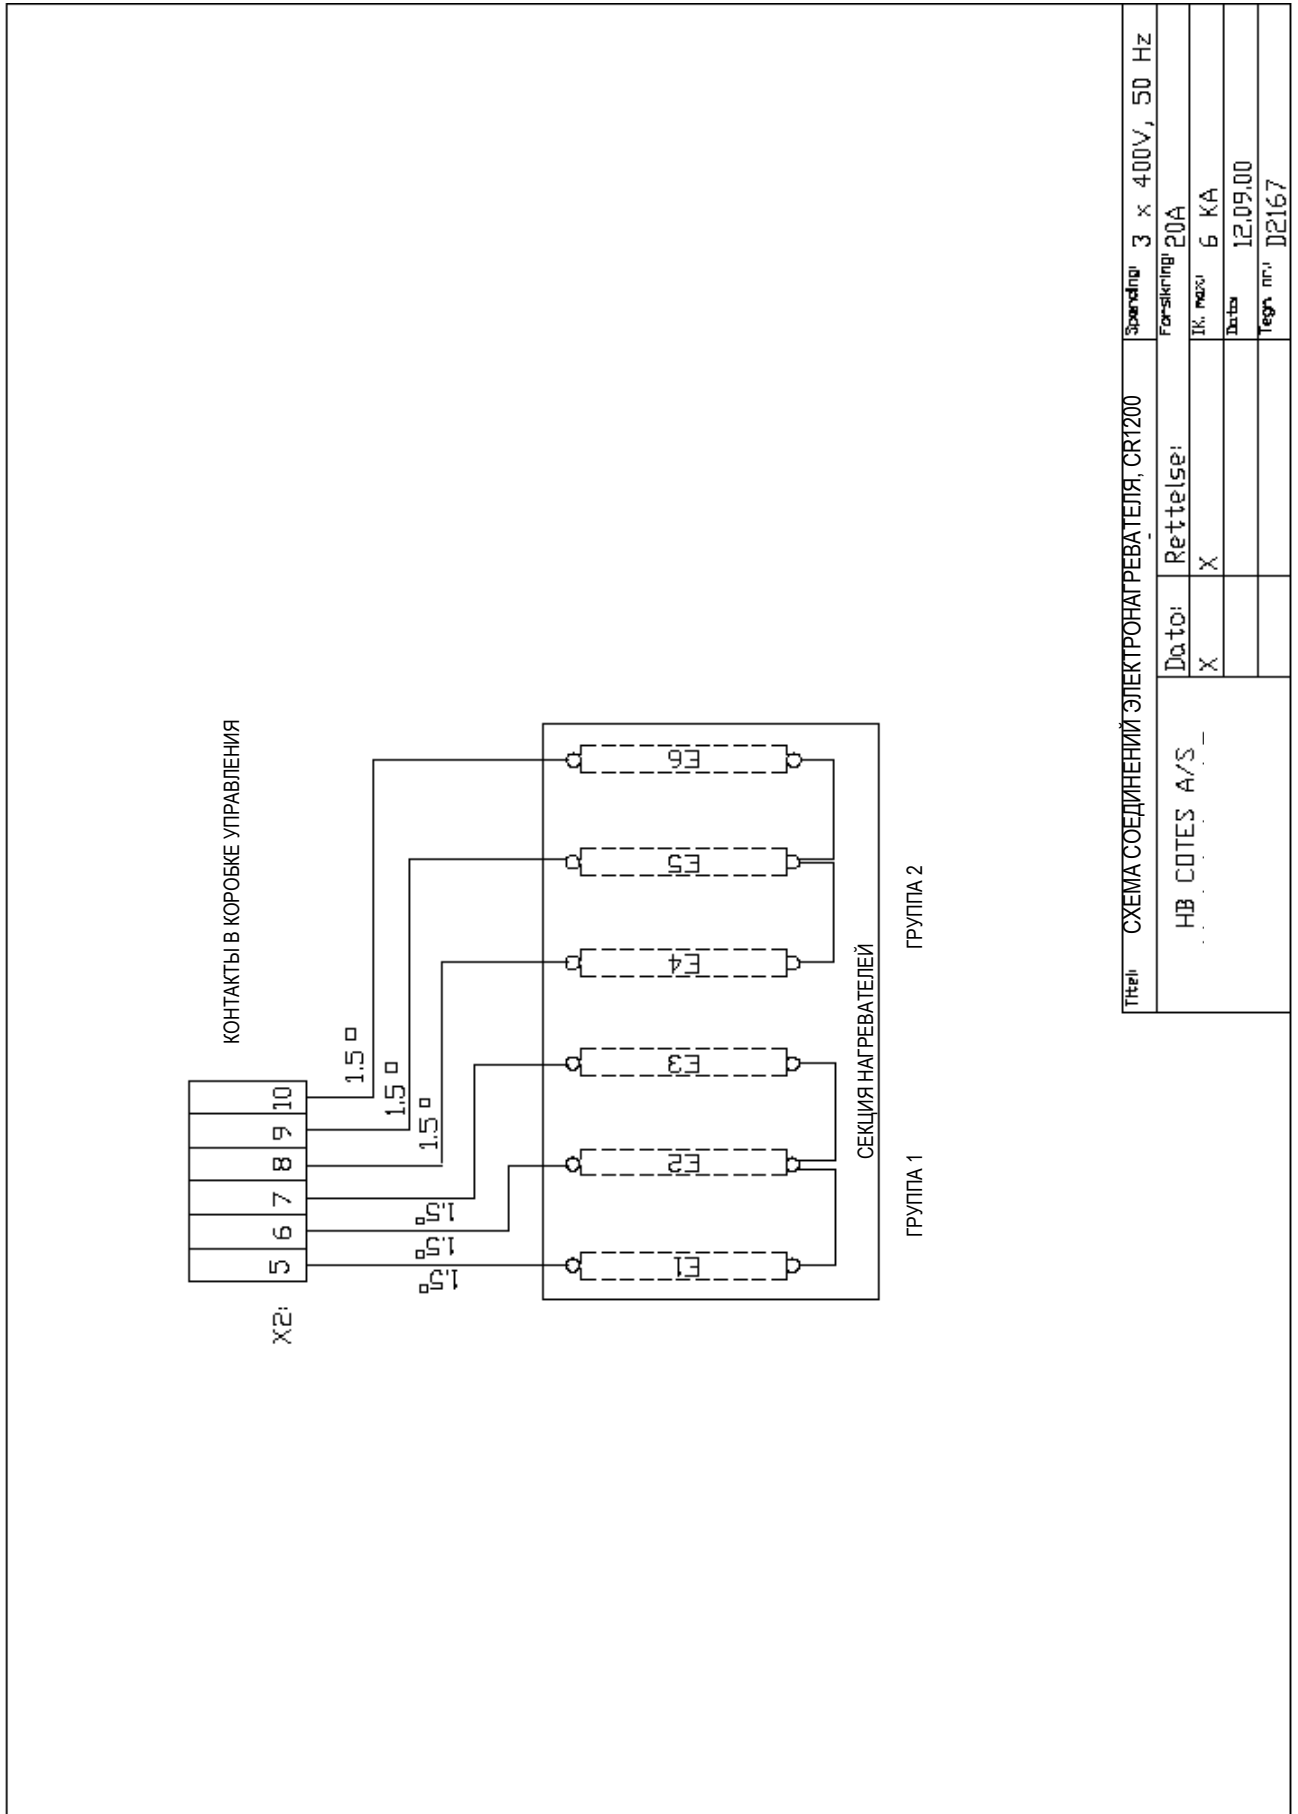 КОНТАКТЫ В КОРОБКЕ УПРАВЛЕНИЯ
X2:
5 6 7 8 9 10
1.5 □
1.5 □
1.5 □
1.5 □
1.5 □
1.5 □
E1 E2 E3 E4 E5 E6
СЕКЦИЯ НАГРЕВАТЕЛЕЙ
ГРУППА 1
ГРУППА 2
Titel: СХЕМА СОЕДИНЕНИЙ ЭЛЕКТРОНАГРЕВАТЕЛЯ, CR1200
Spænding: 3 x 400V, 50 Hz
HB COTES A/S
Dato: Rettelse:
X X
Forsikring: 20A
IK. max: 6 KA
Dato: 12.09.00
Tegn. nr.: D2167